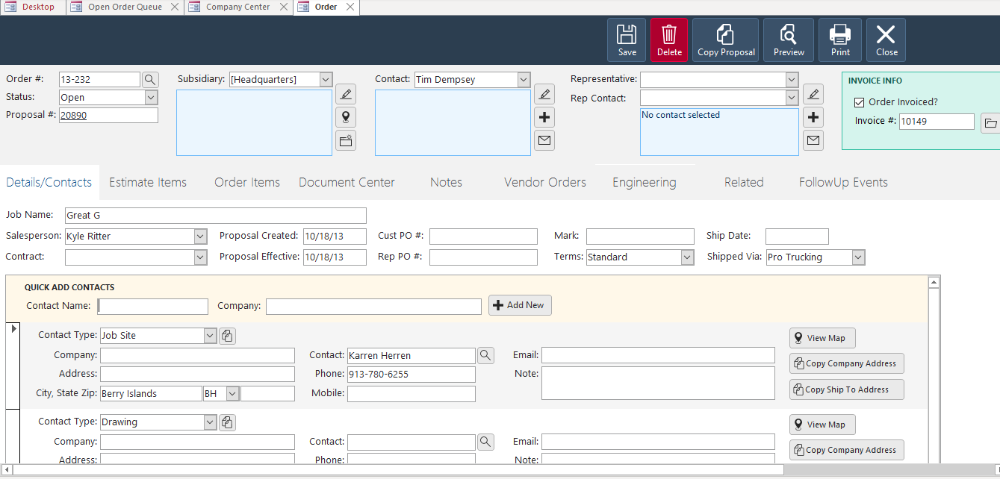 Desktop Open Order Queue Company Center Order
Save Delete Copy Proposal Preview Print Close
Order #: 13-232 Subsidiary: [Headquarters] Contact: Tim Dempsey Representative: INVOICE INFO
Status: Open Rep Contact: Order Invoiced?
Proposal #: 20890 No contact selected Invoice #: 10149
Details/Contacts Estimate Items Order Items Document Center Notes Vendor Orders Engineering Related FollowUp Events
Job Name: Great G
Salesperson: Kyle Ritter Proposal Created: 10/18/13 Cust PO #: Mark: Ship Date:
Contract: Proposal Effective: 10/18/13 Rep PO #: Terms: Standard Shipped Via: Pro Trucking
QUICK ADD CONTACTS
Contact Name: Company: Add New
Contact Type: Job Site View Map
Company: Contact: Karren Herren Email: Copy Company Address
Address: Phone: 913-780-6255 Note:
City, State Zip: Berry Islands BH Mobile: Copy Ship To Address
Contact Type: Drawing View Map
Company: Contact: Email: Copy Company Address
Address: Phone: Note: